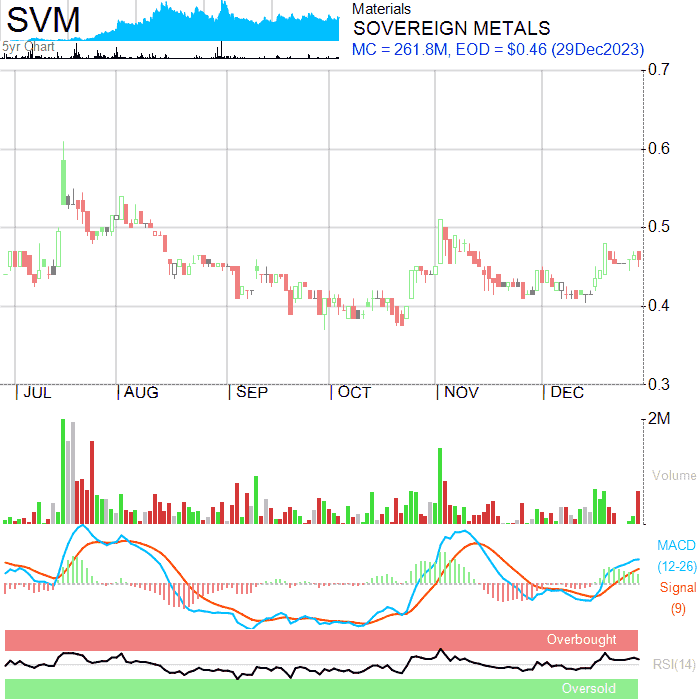 SVM
5yr Chart
Materials
SOVEREIGN METALS
MC = 261.8M, EOD = $0.46 (29Dec2023)
0.7
0.6
0.5
0.4
0.3
JUL AUG SEP OCT NOV DEC
2M
Volume
MACD
(12-26)
Signal
(9)
Overbought
RSI(14)
Oversold